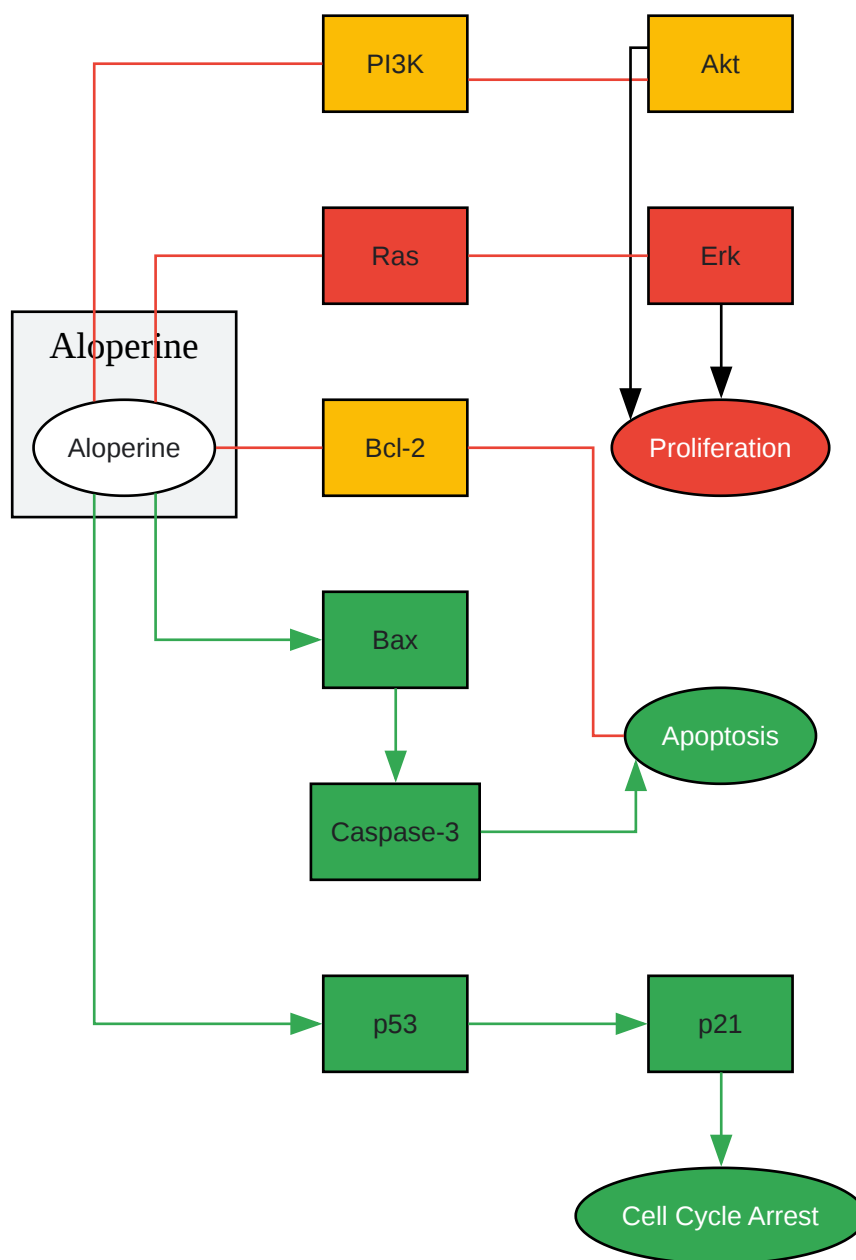 PI3K
Akt
Ras
Erk
Aloperine
Aloperine
Bcl-2
Proliferation
Bax
Apoptosis
Caspase-3
p53
p21
Cell Cycle Arrest